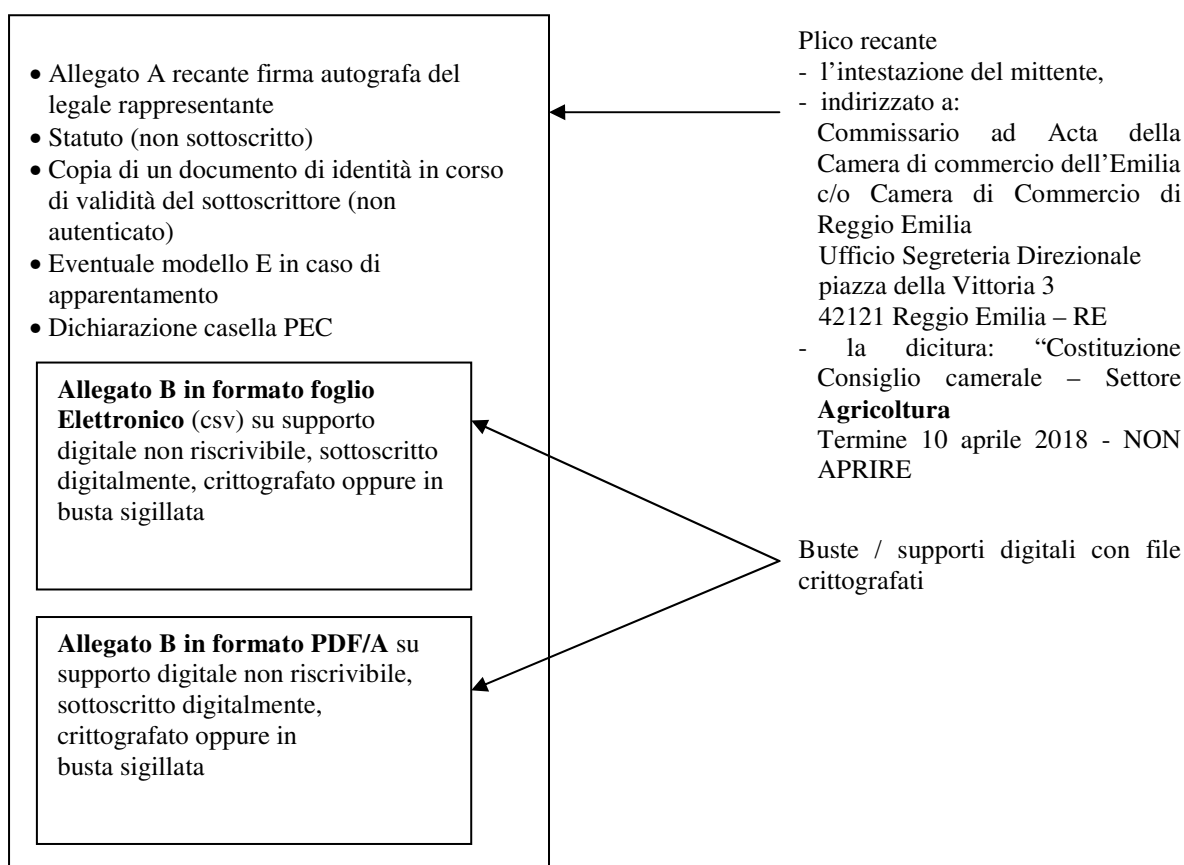 • Allegato A recante firma autografa del
legale rappresentante
• Statuto (non sottoscritto)
• Copia di un documento di identità in corso
di validità del sottoscrittore (non
autenticato)
• Eventuale modello E in caso di
apparentamento
• Dichiarazione casella PEC
Allegato B in formato foglio
Elettronico (csv) su supporto
digitale non riscrivibile, sottoscritto
digitalmente, crittografato oppure in
busta sigillata
Allegato B in formato PDF/A su
supporto digitale non riscrivibile,
sottoscritto digitalmente,
crittografato oppure in
busta sigillata
Plico recante
- l’intestazione del mittente,
- indirizzato a:
Commissario ad Acta della
Camera di commercio dell’Emilia
c/o Camera di Commercio di
Reggio Emilia
Ufficio Segreteria Direzionale
piazza della Vittoria 3
42121 Reggio Emilia – RE
- la dicitura: “Costituzione
Consiglio camerale – Settore
Agricoltura
Termine 10 aprile 2018 - NON
APRIRE
Buste / supporti digitali con file
crittografati